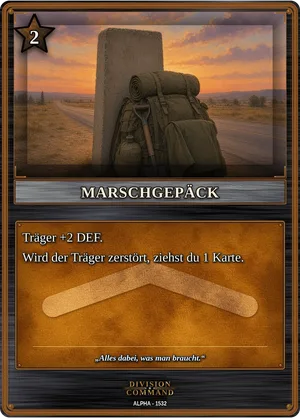 2
MARSCHGEPÄCK
Träger +2 DEF.
Wird der Träger zerstört, ziehst du 1 Karte.
„Alles dabei, was man braucht.“
DIVISION
COMMAND
ALPHA - 1532